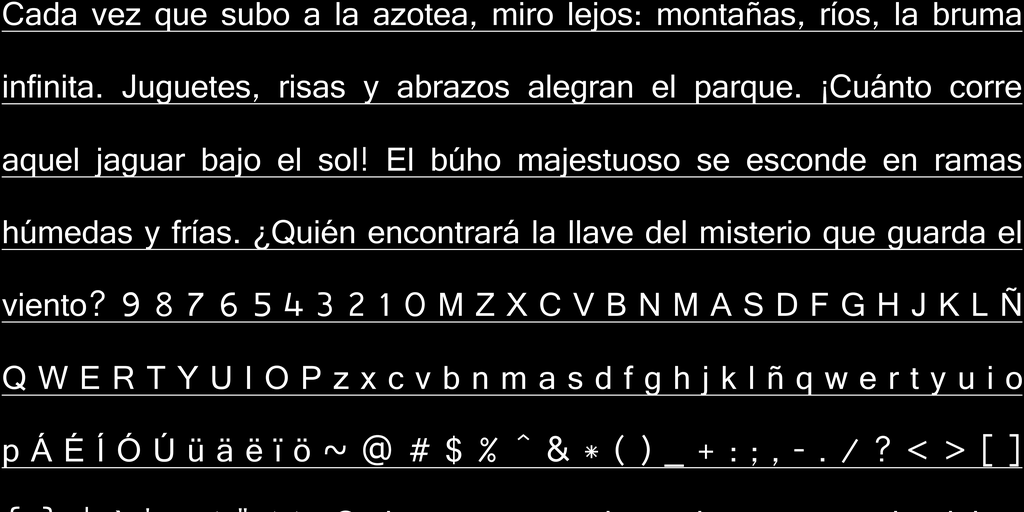 Cada vez que subo a la azotea, miro lejos: montañas, ríos, la bruma
infinita. Juguetes, risas y abrazos alegran el parque. ¡Cuánto corre
aquel jaguar bajo el sol! El búho majestuoso se esconde en ramas
húmedas y frías. ¿Quién encontrará la llave del misterio que guarda el
viento? 9 8 7 6 5 4 3 2 1 0 M Z X C V B N M A S D F G H J K L Ñ
Q W E R T Y U I O P z x c v b n m a s d f g h j k l ñ q w e r t y u i o
p Á É Í Ó Ú ü ä ë ï ö ~ @ # $ % ^ & * ( ) _ + : ; , - . / ? < > [ ]